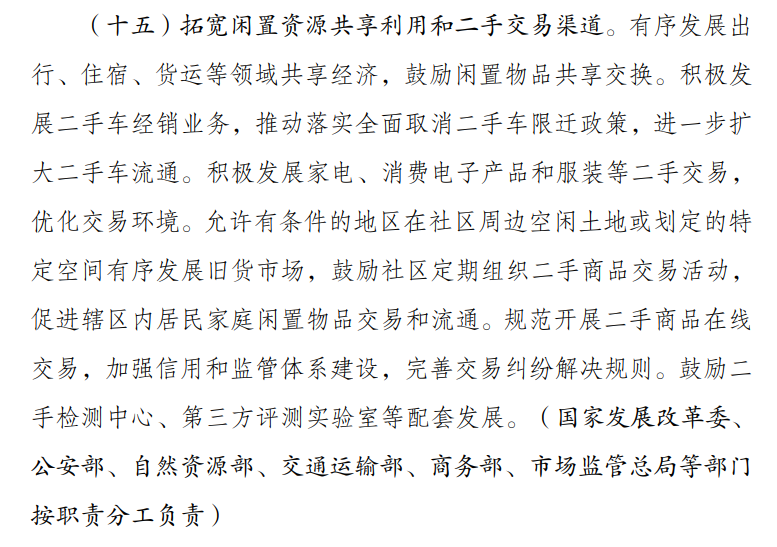 （十五）拓宽闲置资源共享利用和二手交易渠道。有序发展出
行、住宿、货运等领域共享经济，鼓励闲置物品共享交换。积极发
展二手车经销业务，推动落实全面取消二手车限迁政策，进一步扩
大二手车流通。积极发展家电、消费电子产品和服装等二手交易，
优化交易环境。允许有条件的地区在社区周边空闲土地或划定的特
定空间有序发展旧货市场，鼓励社区定期组织二手商品交易活动，
促进辖区内居民家庭闲置物品交易和流通。规范开展二手商品在线
交易，加强信用和监管体系建设，完善交易纠纷解决规则。鼓励二
手检测中心、第三方评测实验室等配套发展。（国家发展改革委、
公安部、自然资源部、交通运输部、商务部、市场监管总局等部门
按职责分工负责）